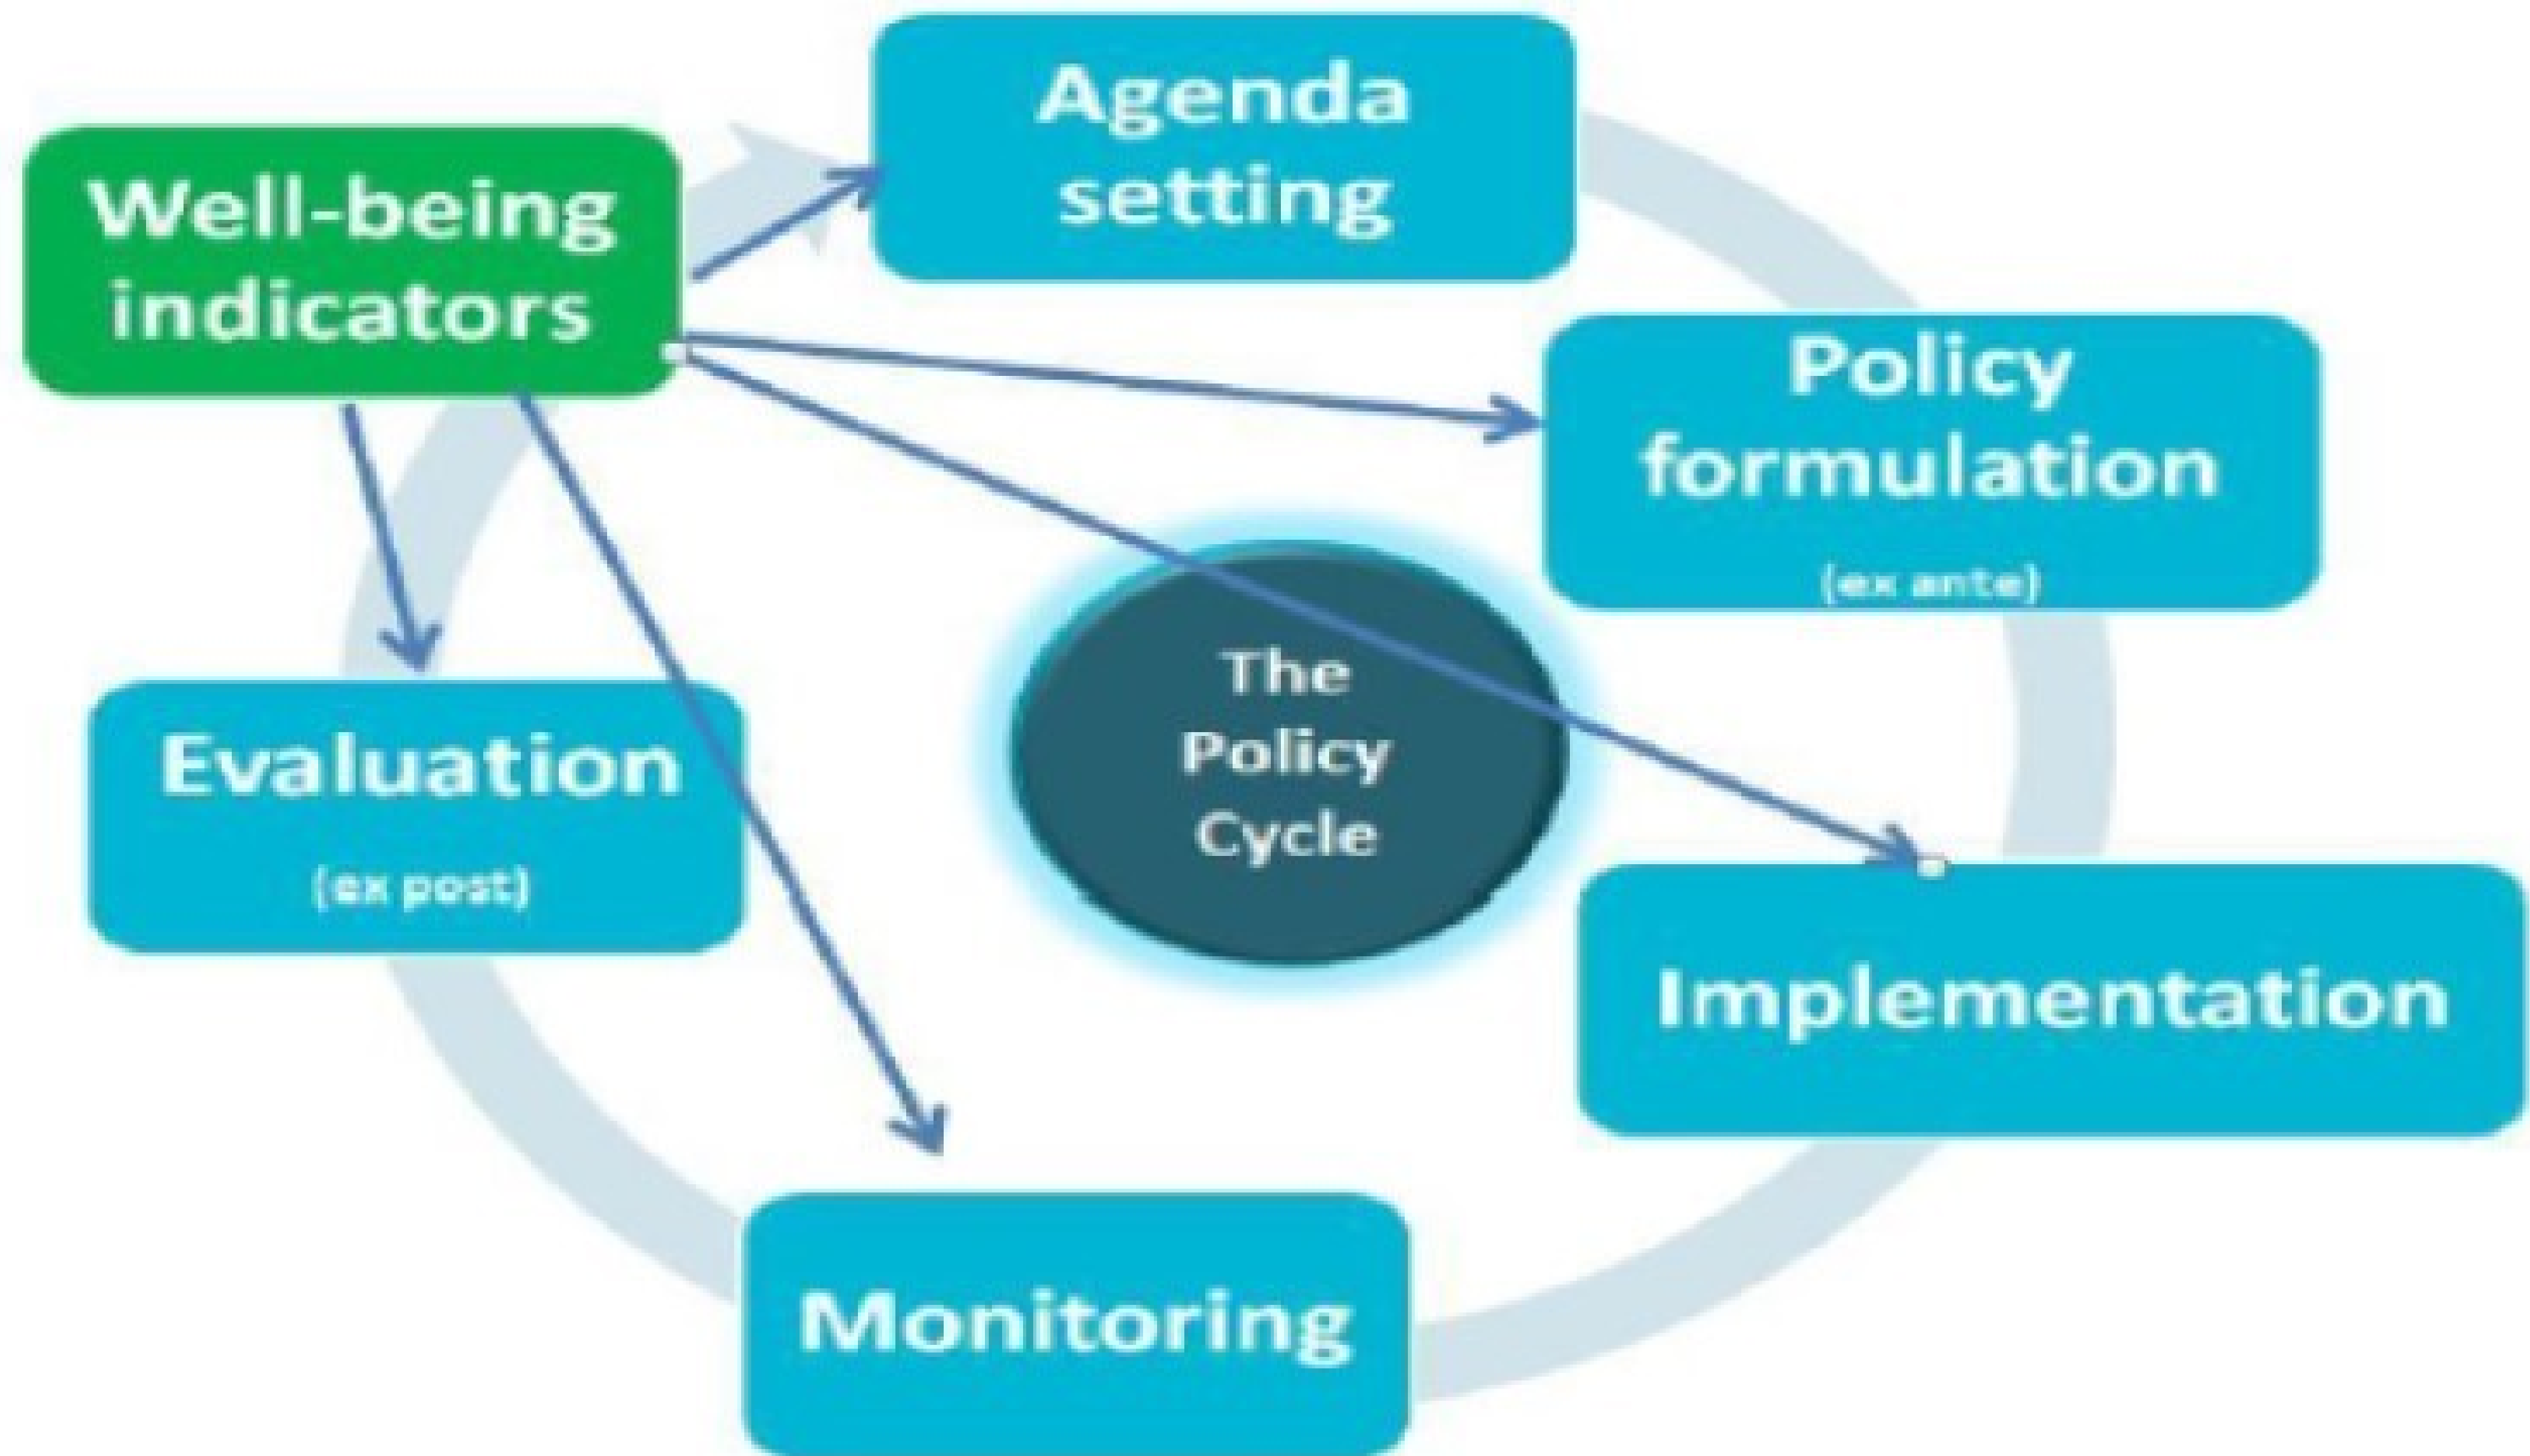 Agenda
setting
Well-being
indicators
Policy
formulation
(ex ante)
The
Policy
Cycle
Evaluation
(ex post)
Implementation
Monitoring